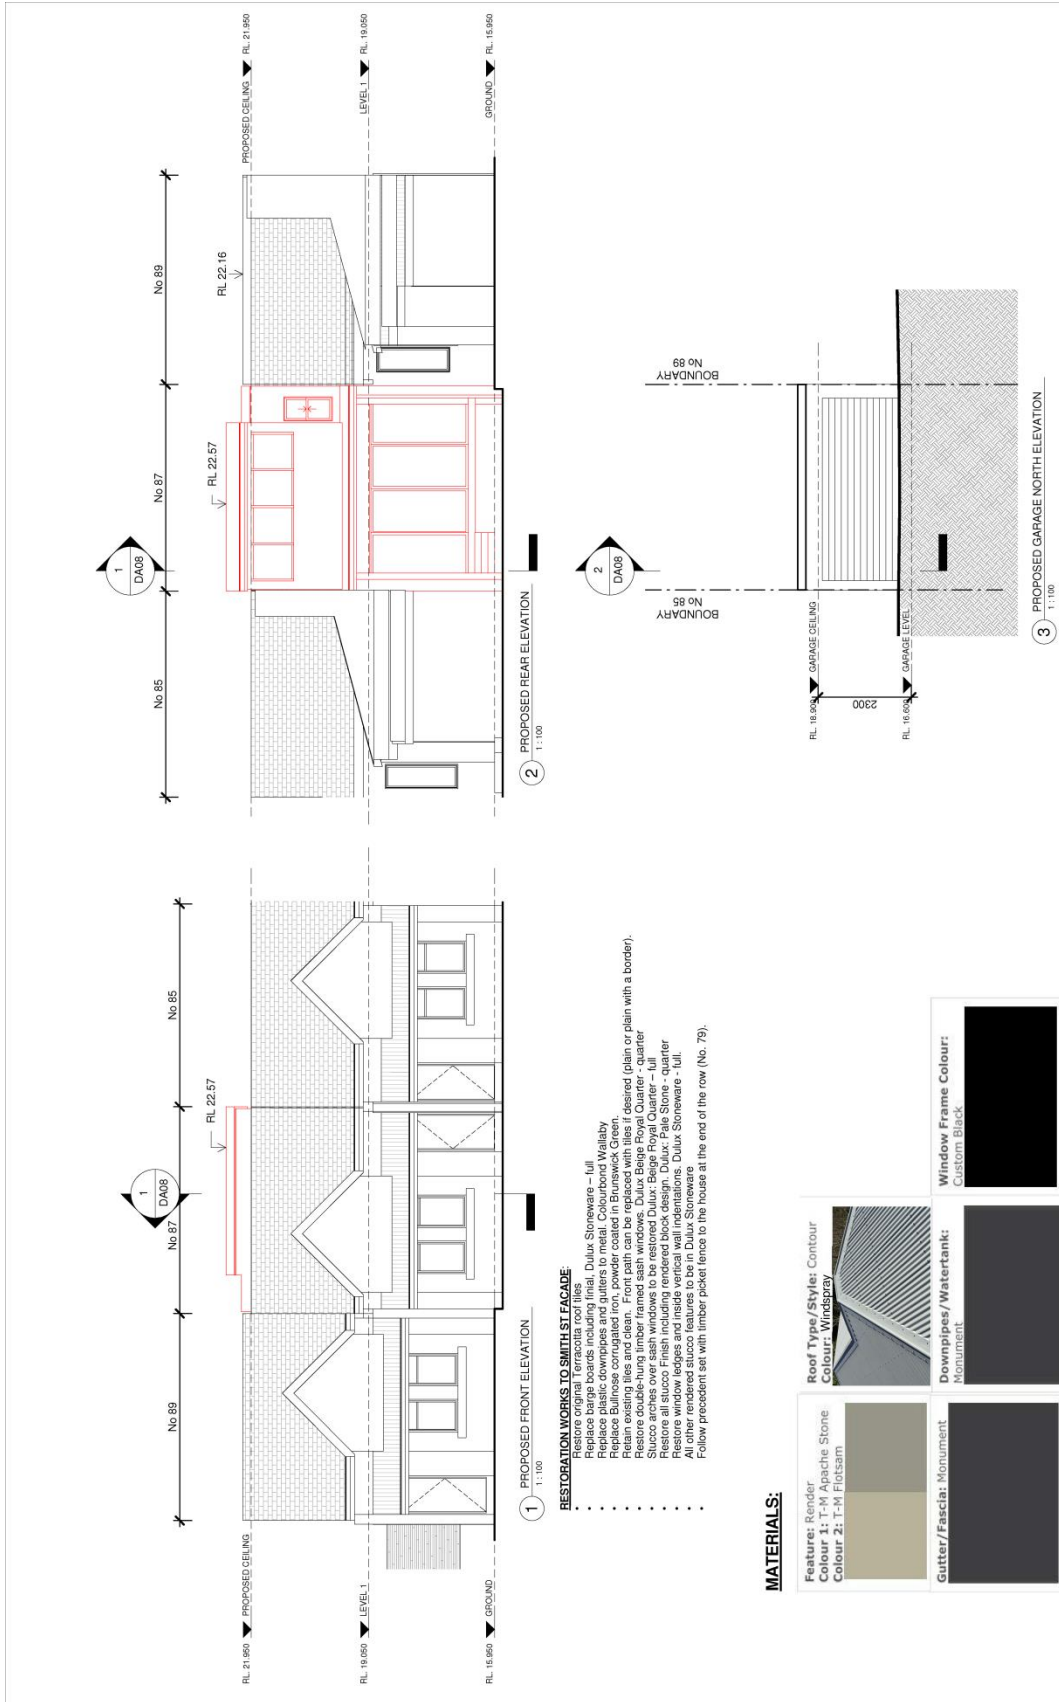 No 89
No 87
No 85
RL 22.57
1
DA08
RL. 21.950 PROPOSED CEILING
RL. 19.050 LEVEL 1
RL. 15.950 GROUND
1 PROPOSED FRONT ELEVATION
1 : 100
No 85
No 87
No 89
1
DA08
RL 22.57
RL 22.16
PROPOSED CEILING RL. 21.950
LEVEL 1 RL. 19.050
GROUND RL. 15.950
2 PROPOSED REAR ELEVATION
1 : 100
RESTORATION WORKS TO SMITH ST FACADE:
• Restore original Terracotta roof tiles
• Replace barge boards including finial, Dulux Stoneware – full
• Replace plastic downpipes and gutters to metal. Colourbond Wallaby
• Replace Bullnose corrugated iron, powder coated in Brunswick Green.
• Retain existing tiles and clean. Front path can be replaced with tiles if desired (plain or plain with a border).
• Restore double-hung timber framed sash windows. Dulux Beige Royal Quarter - quarter
• Stucco arches over sash windows to be restored Dulux: Beige Royal Quarter – full
• Restore all stucco Finish including rendered block design. Dulux: Pale Stone - quarter
• Restore window ledges and inside vertical wall indentations. Dulux Stoneware - full.
• All other rendered stucco features to be in Dulux Stoneware
• Follow precedent set with timber picket fence to the house at the end of the row (No. 79).
2
DA08
BOUNDARY
No 85
BOUNDARY
No 89
RL. 18.900 GARAGE CEILING
2300
RL. 16.600 GARAGE LEVEL
3 PROPOSED GARAGE NORTH ELEVATION
1 : 100
MATERIALS:
Feature: Render
Colour 1: T-M Apache Stone
Colour 2: T-M Flotsam
Roof Type/Style: Contour
Colour: Windspray
Gutter/Fascia: Monument
Downpipes/Watertank:
Monument
Window Frame Colour:
Custom Black